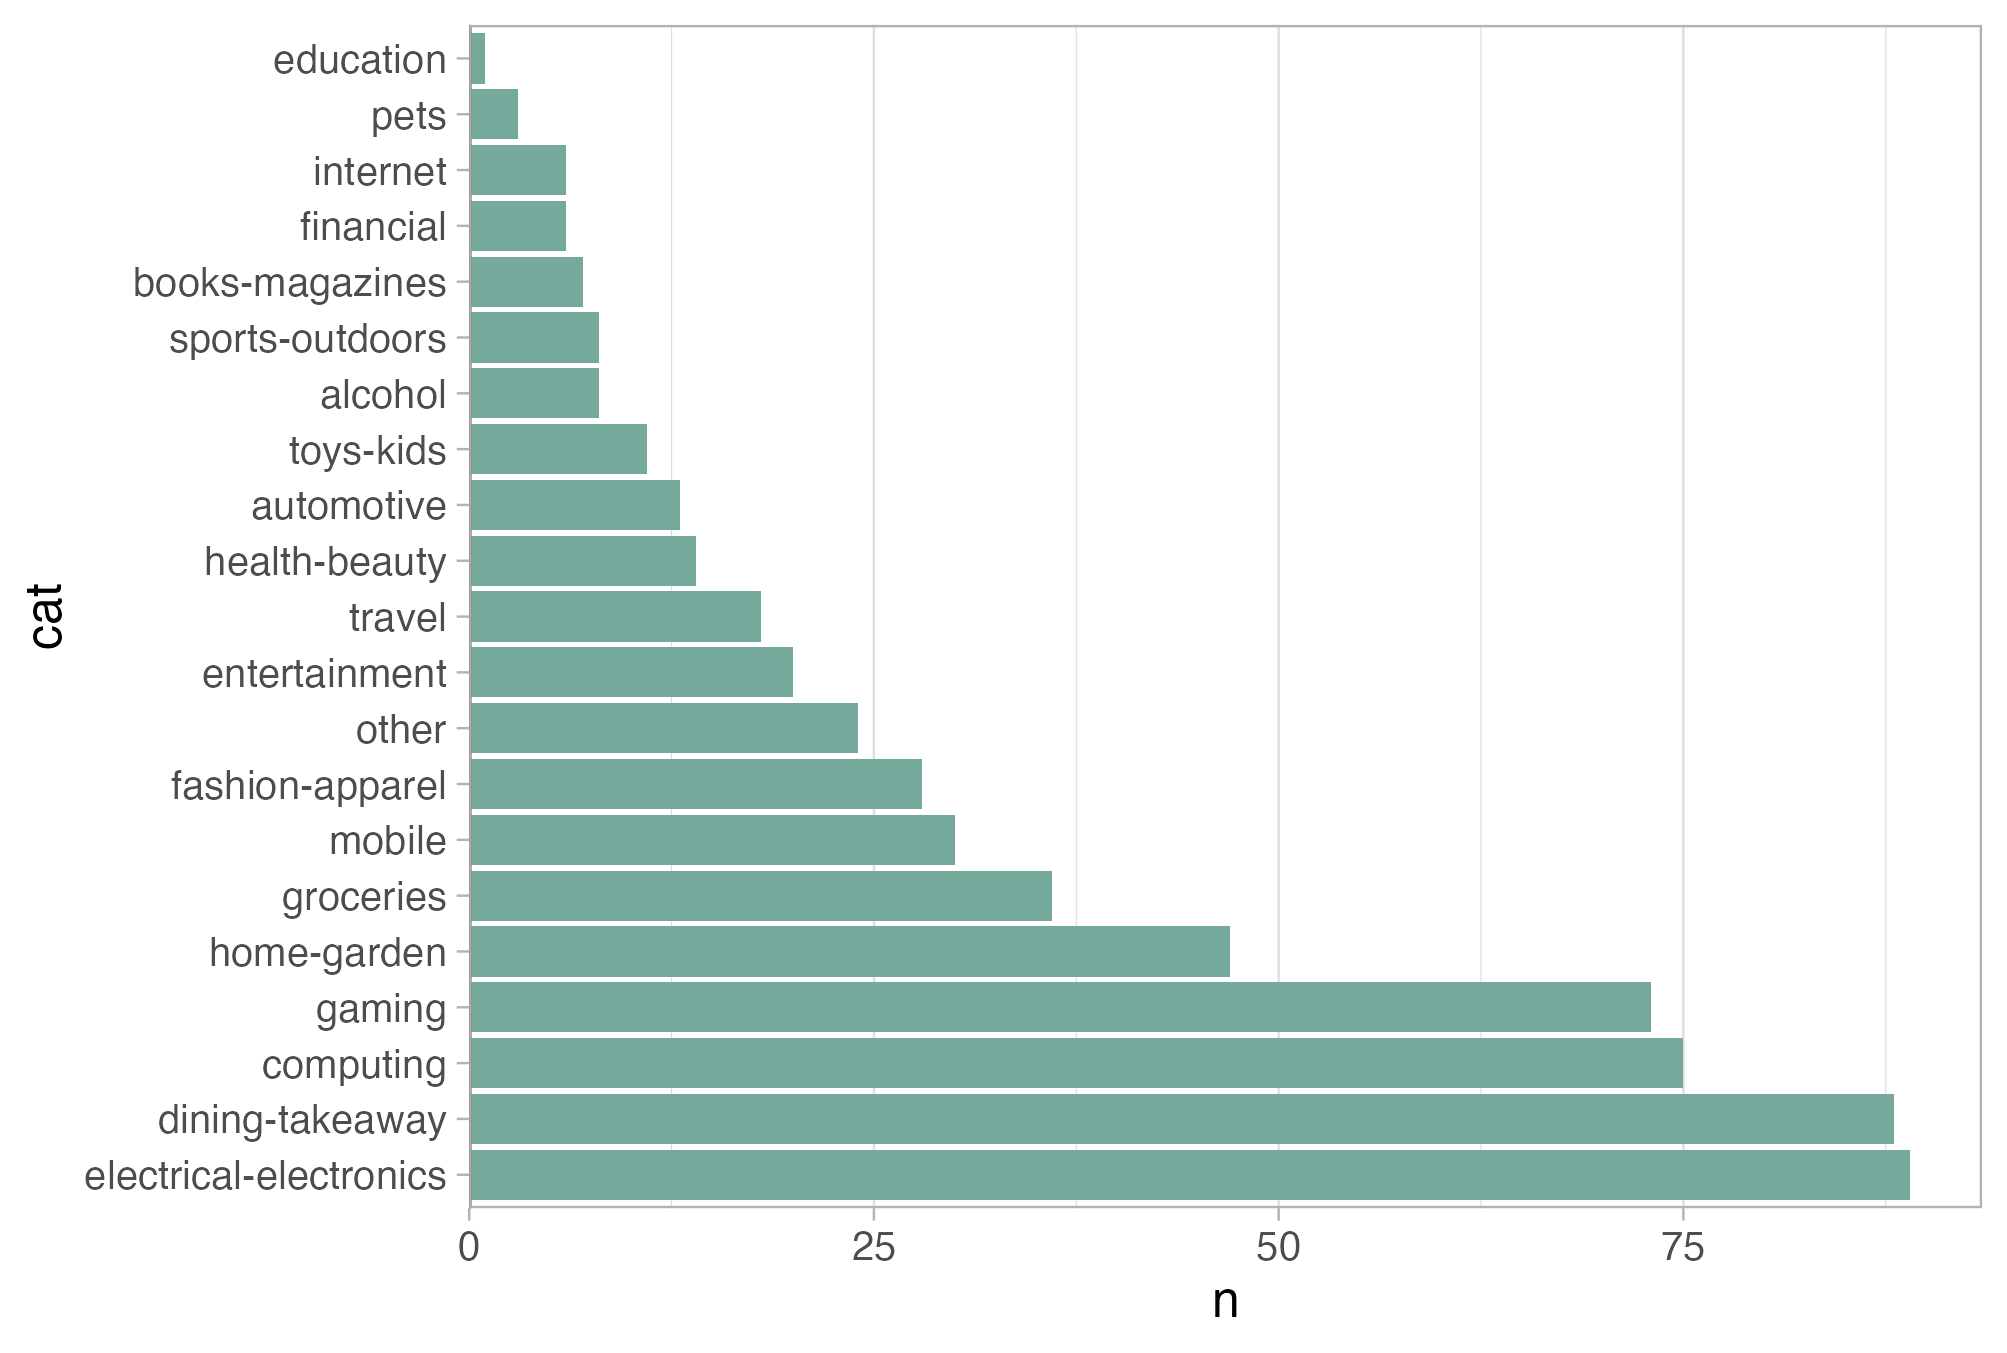 education
pets
internet
financial
books-magazines
sports-outdoors
alcohol
toys-kids
automotive
health-beauty
travel
entertainment
other
fashion-apparel
mobile
groceries
home-garden
gaming
computing
dining-takeaway
electrical-electronics
cat
0 25 50 75
n